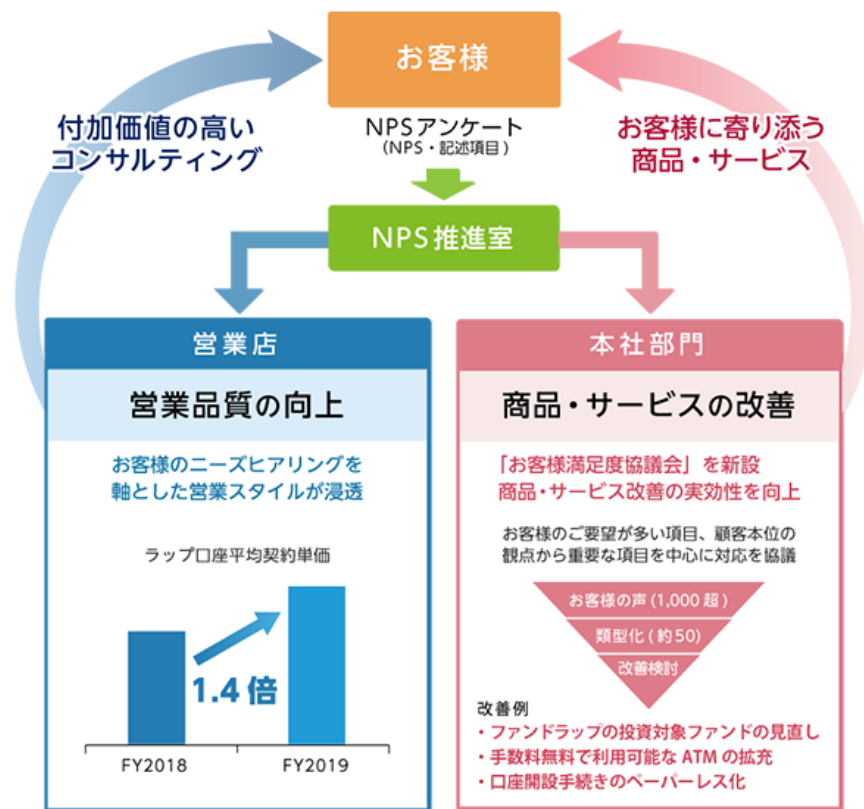 お客様
NPSアンケート
(NPS・記述項目)
付加価値の高い
コンサルティング
お客様に寄り添う
商品・サービス
NPS推進室
営業店
営業品質の向上
お客様のニーズヒアリングを
軸とした営業スタイルが浸透
ラップ口座平均契約単価
1.4倍
FY2018
FY2019
本社部門
商品・サービスの改善
「お客様満足度協議会」を新設
商品・サービス改善の実効性を向上
お客様のご要望が多い項目、顧客本位の
観点から重要な項目を中心に対応を協議
お客様の声(1,000超)
類型化(約50)
改善検討
改善例
・ファンドラップの投資対象ファンドの見直し
・手数料無料で利用可能なATMの拡充
・口座開設手続きのペーパーレス化